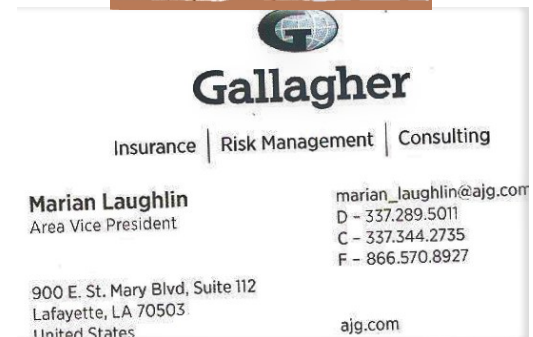 G
Gallagher
Insurance | Risk Management | Consulting
Marian Laughlin
Area Vice President
marian_laughlin@ajg.com
D - 337.289.5011
C - 337.344.2735
F - 866.570.8927
900 E. St. Mary Blvd, Suite 112
Lafayette, LA 70503
United States
ajg.com